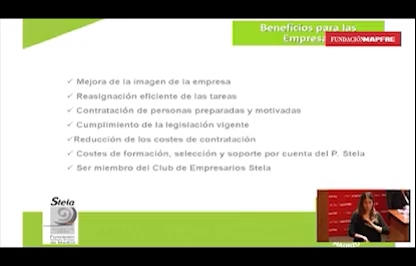 Beneficios para las
Empresa
FUNDACIÓN MAPFRE
Mejora de la imagen de la empresa
Reasignación eficiente de las tareas
Contratación de personas preparadas y motivadas
Cumplimiento de la legislación vigente
Reducción de los costes de contratación
Costes de formación, selección y soporte por cuenta del P. Stela
Ser miembro del Club de Empresarios Stela
Stela